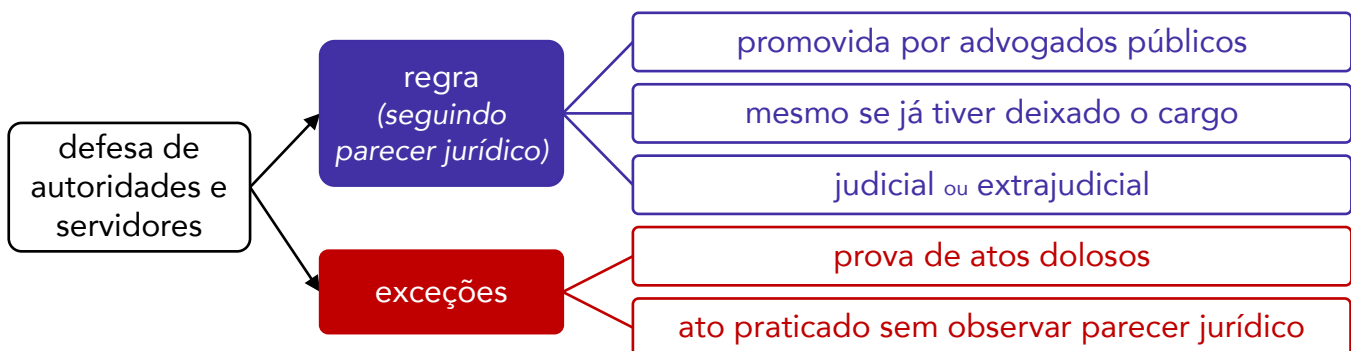 defesa de
autoridades e
servidores
regra
(seguindo
parecer jurídico)
promovida por advogados públicos
mesmo se já tiver deixado o cargo
judicial ou extrajudicial
exceções
prova de atos dolosos
ato praticado sem observar parecer jurídico